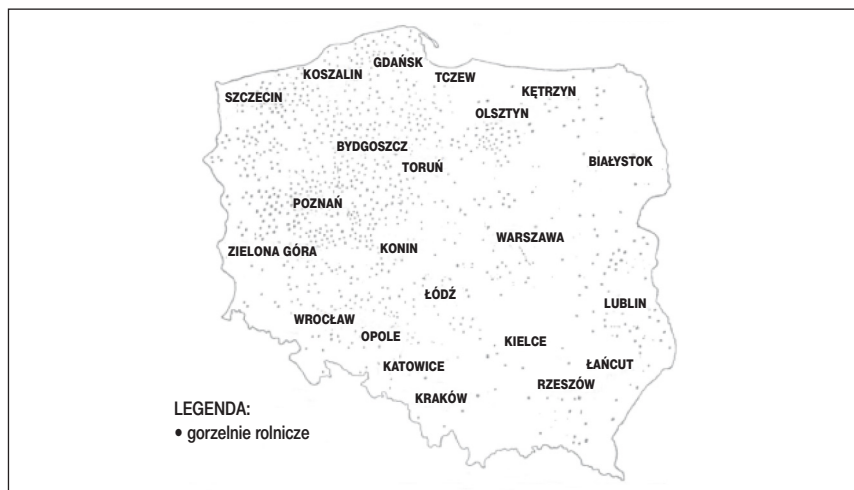 GDAŃSK
KOSZALIN
TCZEW
KĘTRZYN
SZCZECIN
OLSZTYN
BYDGOSZCZ
BIAŁYSTOK
TORUŃ
POZNAŃ
WARSZAWA
ZIELONA GÓRA
KONIN
ŁÓDŹ
LUBLIN
WROCŁAW
OPOLE
KIELCE
KATOWICE
ŁAŃCUT
RZESZÓW
KRAKÓW
LEGENDA:
• gorzelnie rolnicze